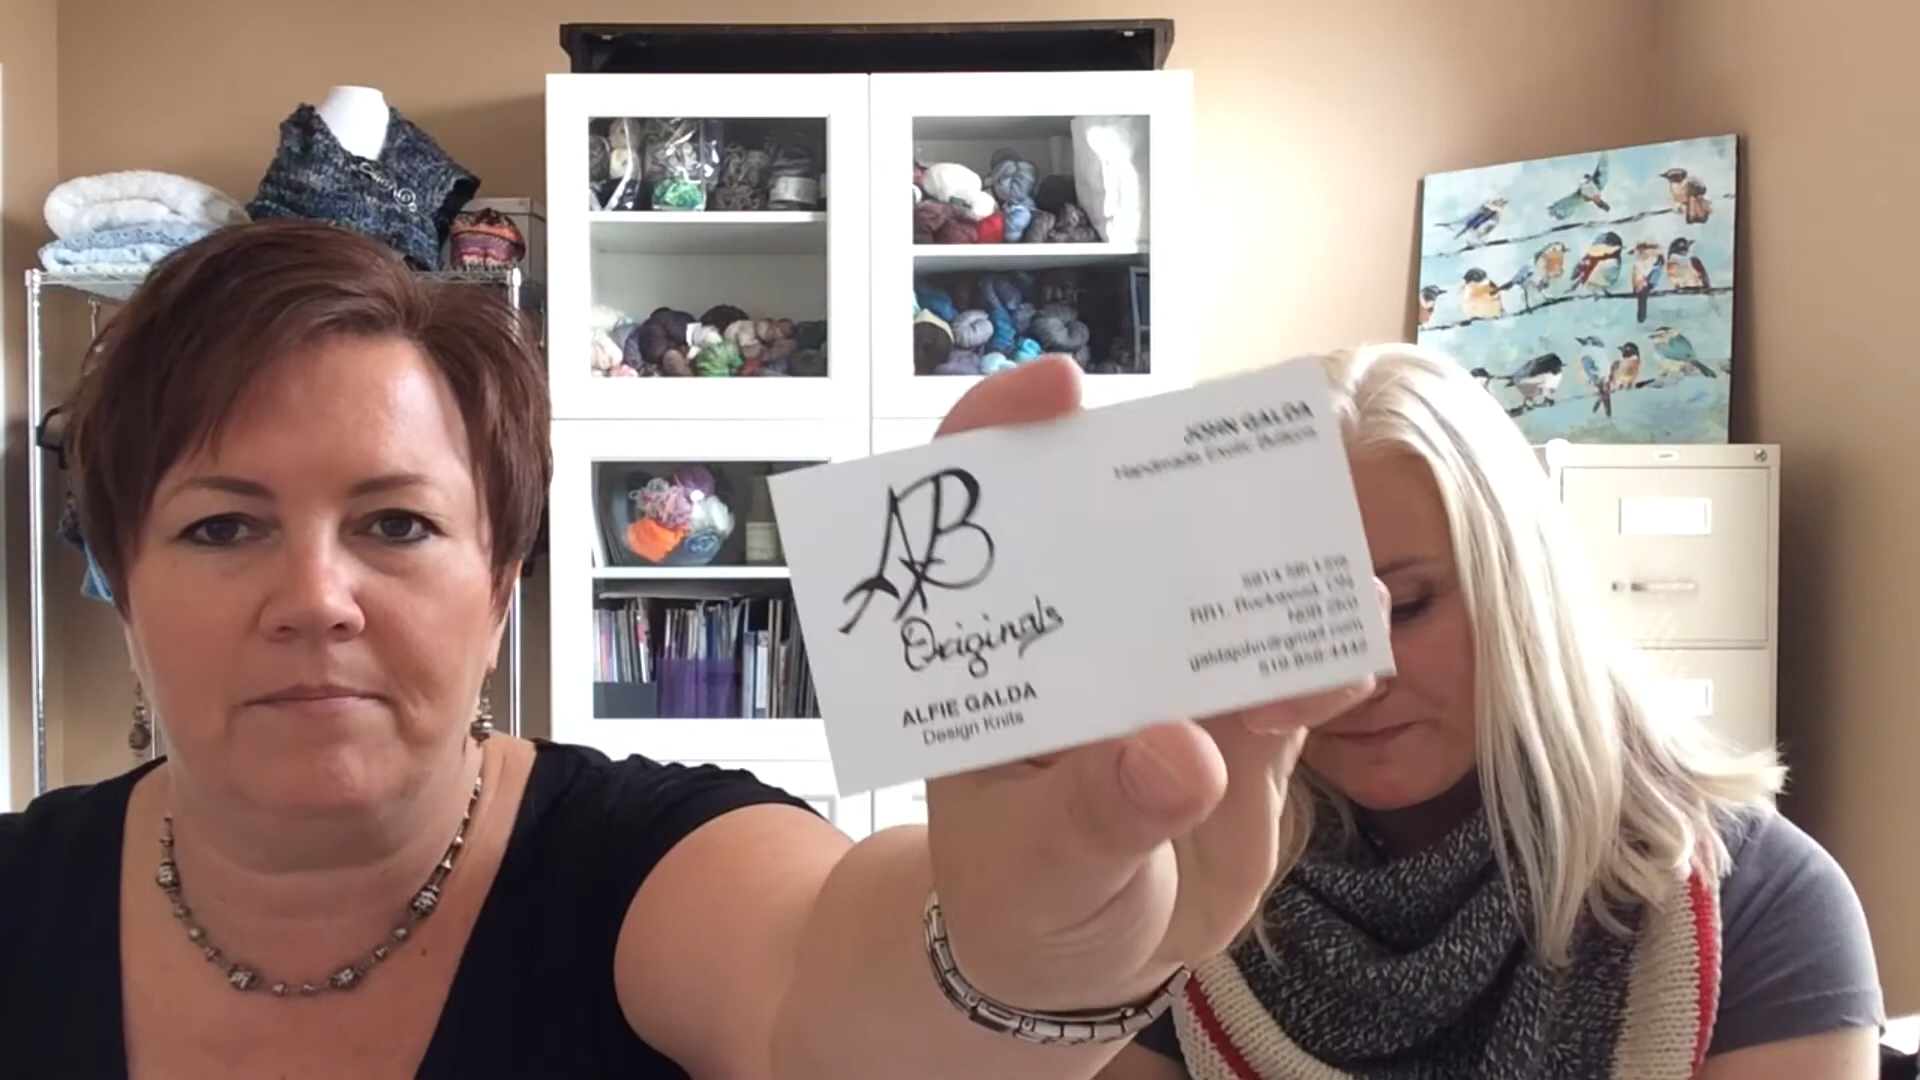 AB
Originals
ALFIE GALDA
Design Knits
JOHN GALDA
Handmade Exotic Buttons
RR1, Rockwood, ON
galdajohn@gmail.com